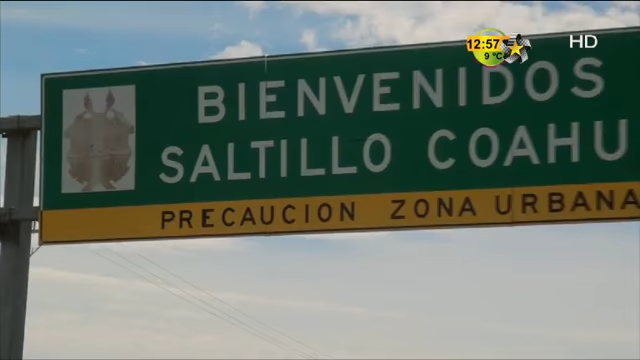 12:57
9 °C
HD
BIENVENIDOS
SALTILLO COAHU
PRECAUCION ZONA URBANA